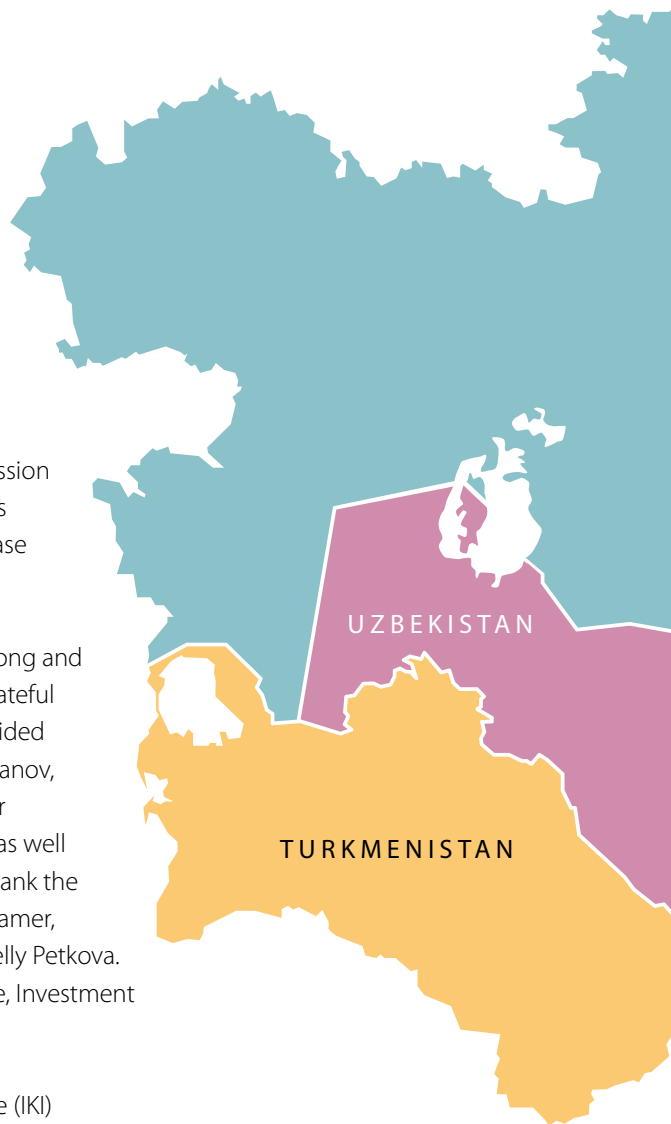 ssion
s
ase
ong and
ateful
ided
anov,
r
as well
ank the
amer,
elly Petkova.
e, Investment
e (IKI)
UZBEKISTAN
TURKMENISTAN